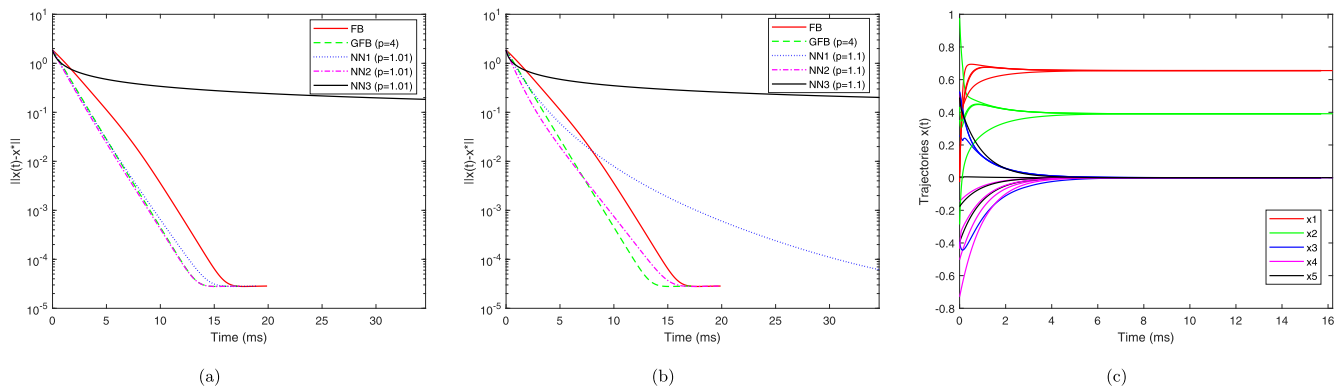 10^1
10^0
10^-1
10^-2
10^-3
10^-4
10^-5
||x(t)-x*||
0 5 10 15 20 25 30
Time (ms)
FB
GFB (p=4)
NN1 (p=1.01)
NN2 (p=1.01)
NN3 (p=1.01)
(a)
10^1
10^0
10^-1
10^-2
10^-3
10^-4
10^-5
||x(t)-x*||
0 5 10 15 20 25 30
Time (ms)
FB
GFB (p=4)
NN1 (p=1.1)
NN2 (p=1.1)
NN3 (p=1.1)
(b)
1
0.8
0.6
0.4
0.2
0
-0.2
-0.4
-0.6
-0.8
Trajectories x(t)
0 2 4 6 8 10 12 14 16
Time (ms)
x1
x2
x3
x4
x5
(c)